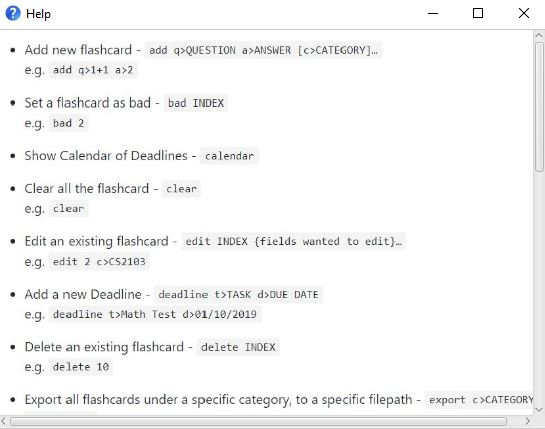 Help
Add new flashcard - add q>QUESTION a>ANSWER [c>CATEGORY]…
e.g. add q>1+1 a>2
Set a flashcard as bad - bad INDEX
e.g. bad 2
Show Calendar of Deadlines - calendar
Clear all the flashcard - clear
e.g. clear
Edit an existing flashcard - edit INDEX {fields wanted to edit}…
e.g. edit 2 c>CS2103
Add a new Deadline - deadline t>TASK d>DUE DATE
e.g. deadline t>Math Test d>01/10/2019
Delete an existing flashcard - delete INDEX
e.g. delete 10
Export all flashcards under a specific category, to a specific filepath - export c>CATEGORY